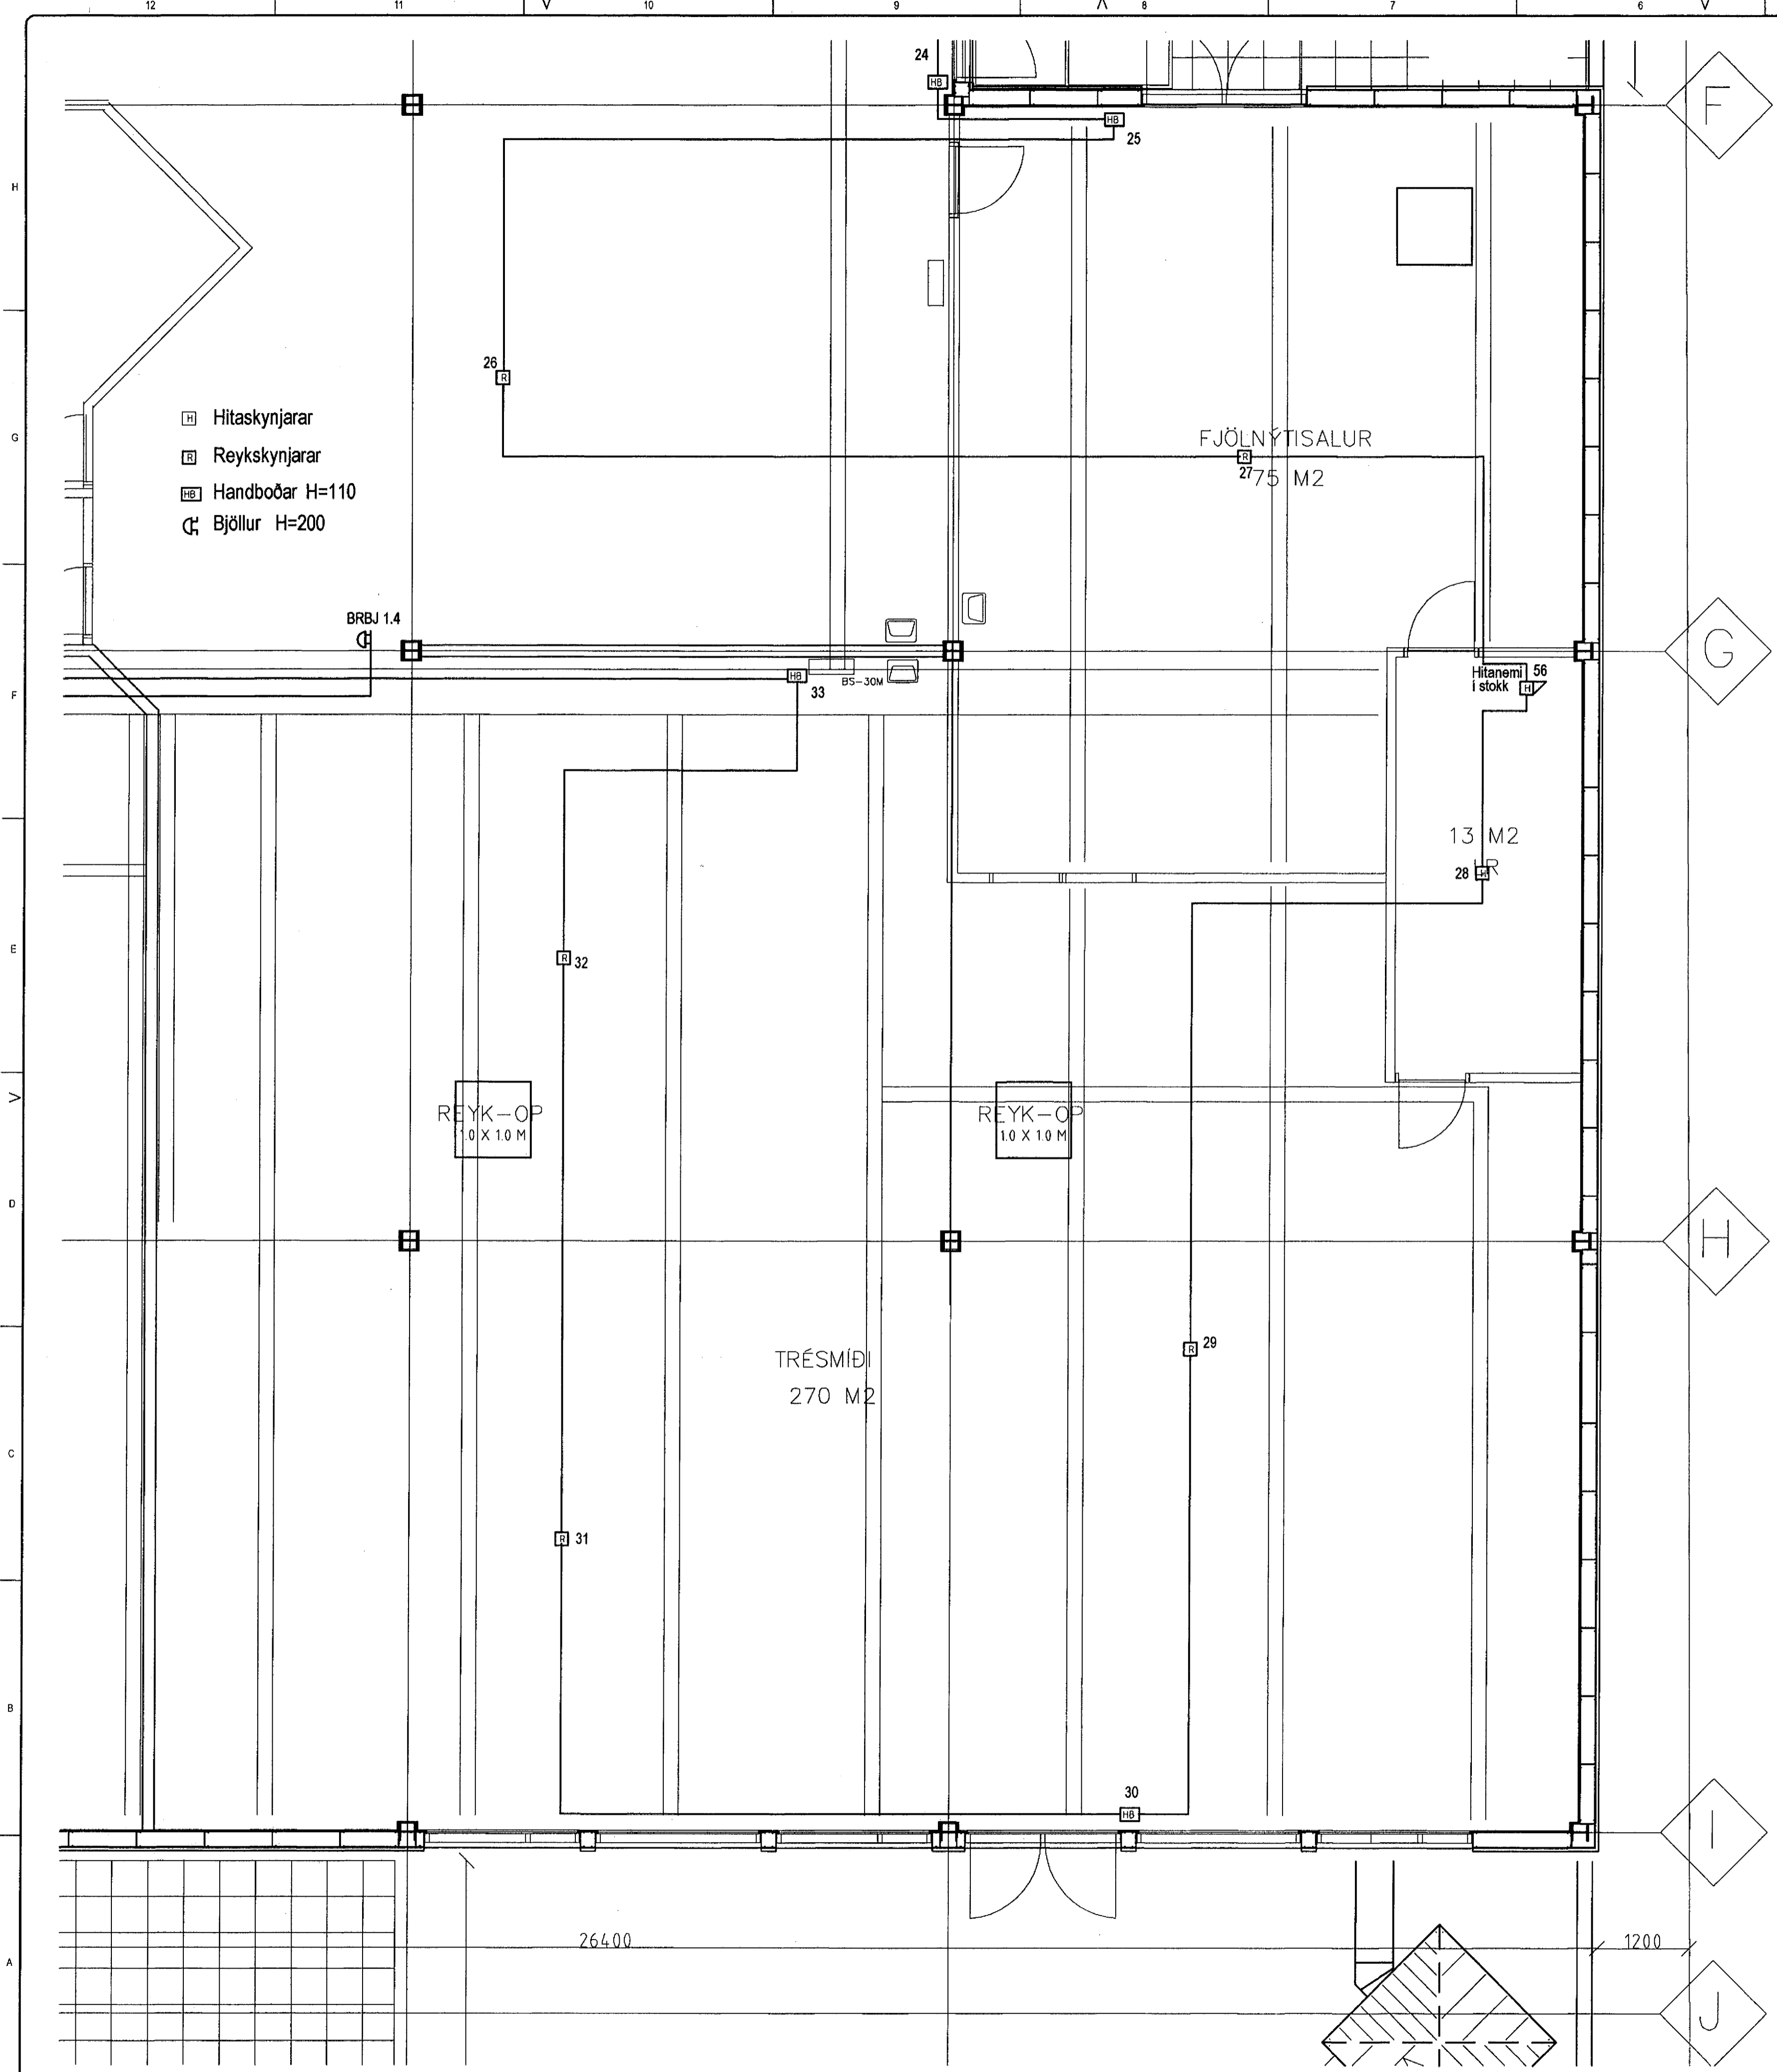 12 11 10 9 8 7 6
24
HB
F
HB
25
H
26
R
H Hitaskynjarar
R Reykskynjarar
HB Handboðar H=110
Bjöllur H=200
G
FJÖLNÝTISALUR
R
27
75 M2
BRBJ 1.4
G
F
HB
33
BS-30M
Hitanemi
í stokk
56
H
13 M2
28
H
E
R
32
REYK-OP
1.0 X 1.0 M
REYK-OP
1.0 X 1.0 M
D
H
R
29
TRÉSMÍÐI
270 M2
C
R
31
B
30
HB
I
26400
1200
A
J